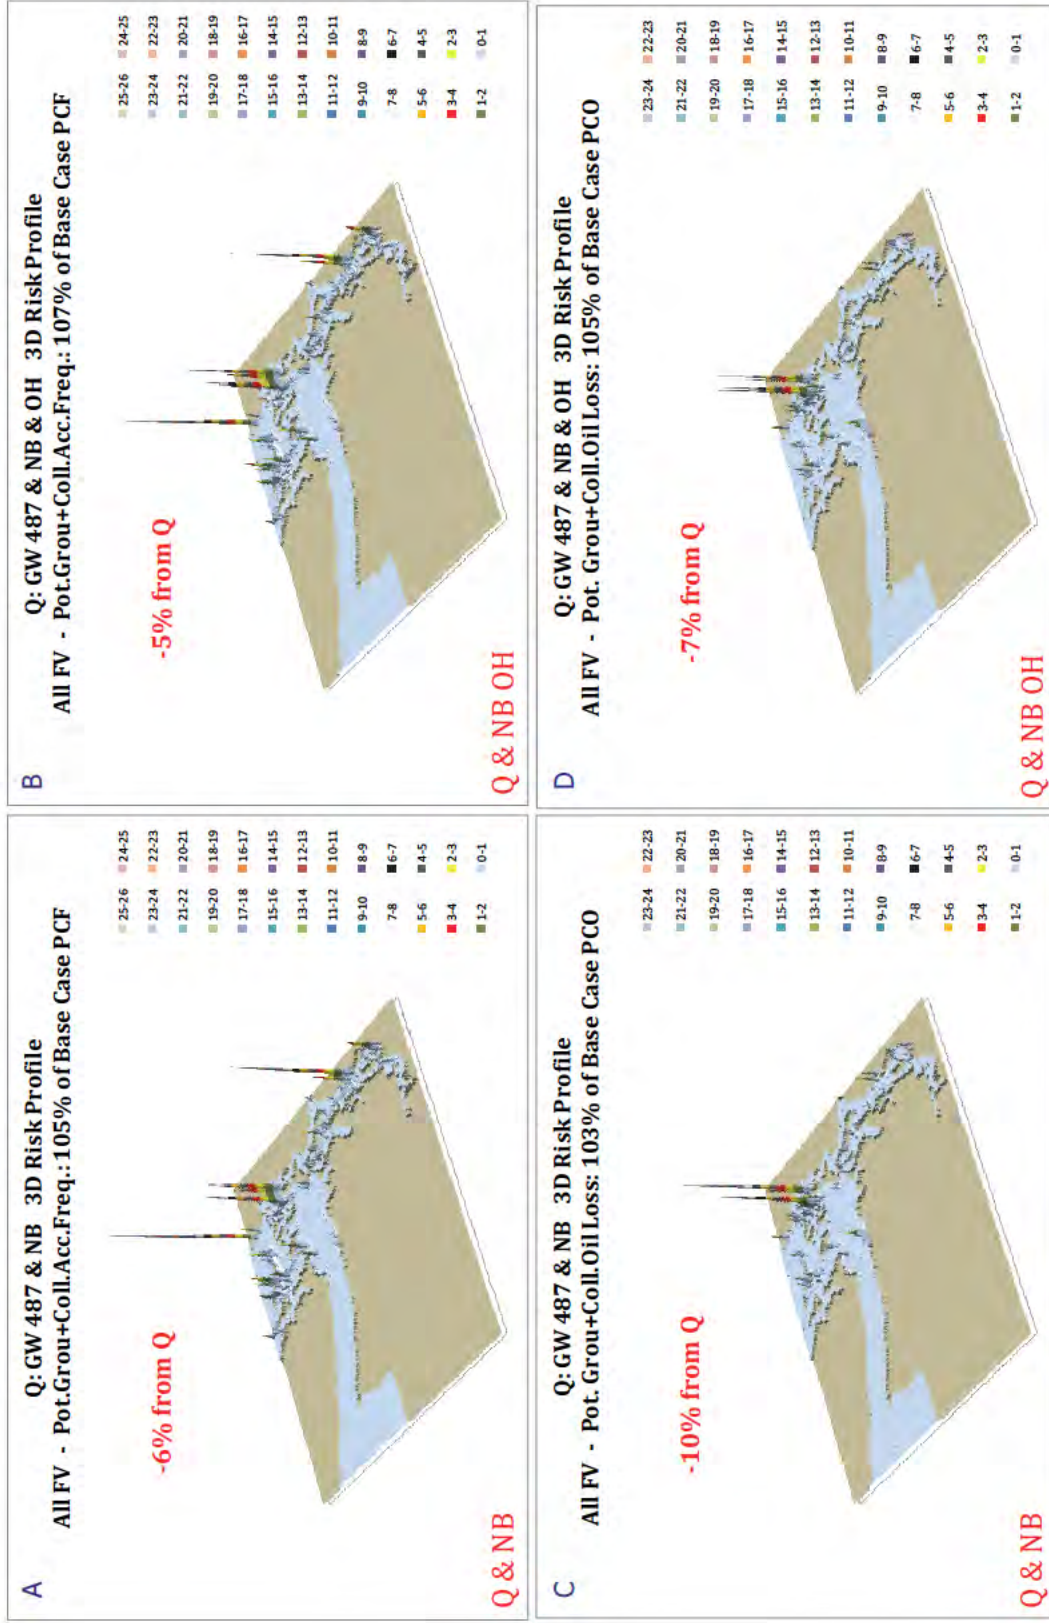 A
Q: GW 487 & NB 3D Risk Profile
All FV - Pot.Grou+Coll.Acc.Freq.: 105% of Base Case PCF
-6% from Q
25-26 24-25
23-24 22-23
21-22 20-21
19-20 18-19
17-18 16-17
15-16 14-15
13-14 12-13
11-12 10-11
9-10 8-9
7-8 6-7
5-6 4-5
3-4 2-3
1-2 0-1
Q & NB
B
Q: GW 487 & NB & OH 3D Risk Profile
All FV - Pot.Grou+Coll.Acc.Freq.: 107% of Base Case PCF
-5% from Q
25-26 24-25
23-24 22-23
21-22 20-21
19-20 18-19
17-18 16-17
15-16 14-15
13-14 12-13
11-12 10-11
9-10 8-9
7-8 6-7
5-6 4-5
3-4 2-3
1-2 0-1
Q & NB OH
C
Q: GW 487 & NB 3D Risk Profile
All FV - Pot. Grou+Coll.Oil Loss: 103% of Base Case PCO
-10% from Q
23-24 22-23
21-22 20-21
19-20 18-19
17-18 16-17
15-16 14-15
13-14 12-13
11-12 10-11
9-10 8-9
7-8 6-7
5-6 4-5
3-4 2-3
1-2 0-1
Q & NB
D
Q: GW 487 & NB & OH 3D Risk Profile
All FV - Pot. Grou+Coll.Oil Loss: 105% of Base Case PCO
-7% from Q
23-24 22-23
21-22 20-21
19-20 18-19
17-18 16-17
15-16 14-15
13-14 12-13
11-12 10-11
9-10 8-9
7-8 6-7
5-6 4-5
3-4 2-3
1-2 0-1
Q & NB OH